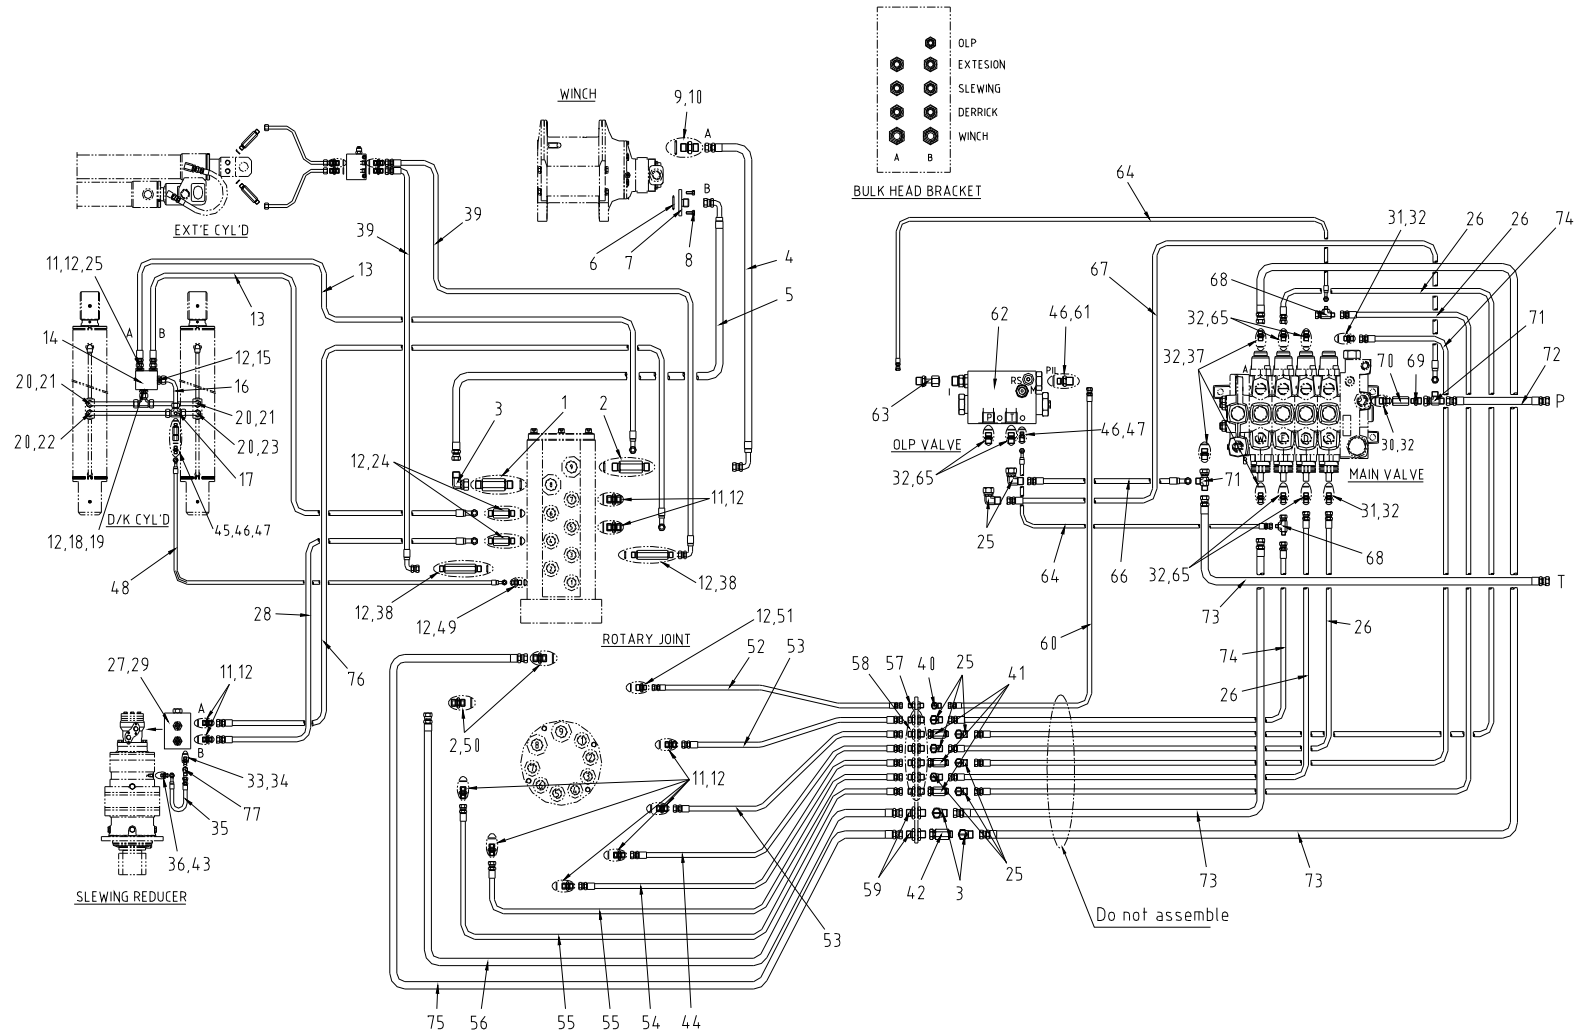 OLP
EXTESION
SLEWING
DERRICK
WINCH
A B
BULK HEAD BRACKET
WINCH
9,10
A
B
6 7 8
EXT'E CYL'D
39 39
4
5
64
31,32 26 26 74
11,12,25
13
13
A B
14
12,15
16
20,21
20,21
20,22
20,23
17
D/K CYL'D
12,18,19
45,46,47
48
67
62
46,61
68
32,65
32,37
71
70 69
72
P
RS
PIL
M
I
P T
63
OLP VALVE
46,47
32,65
30,32
MAIN VALVE
A
B
31,32
3 1 2
12,24
11,12
12,38
12,38
12,49
ROTARY JOINT
25
64
66
71
68
32,65
73
T
28
76
27,29
11,12
A
B
33,34
77
35
36,43
SLEWING REDUCER
12,51
52
53
58 57 40 25 41
60
74
26
26
2,50
11,12
53
59 42 3 25
73
73
Do not assemble
75 56 55 55 54 44